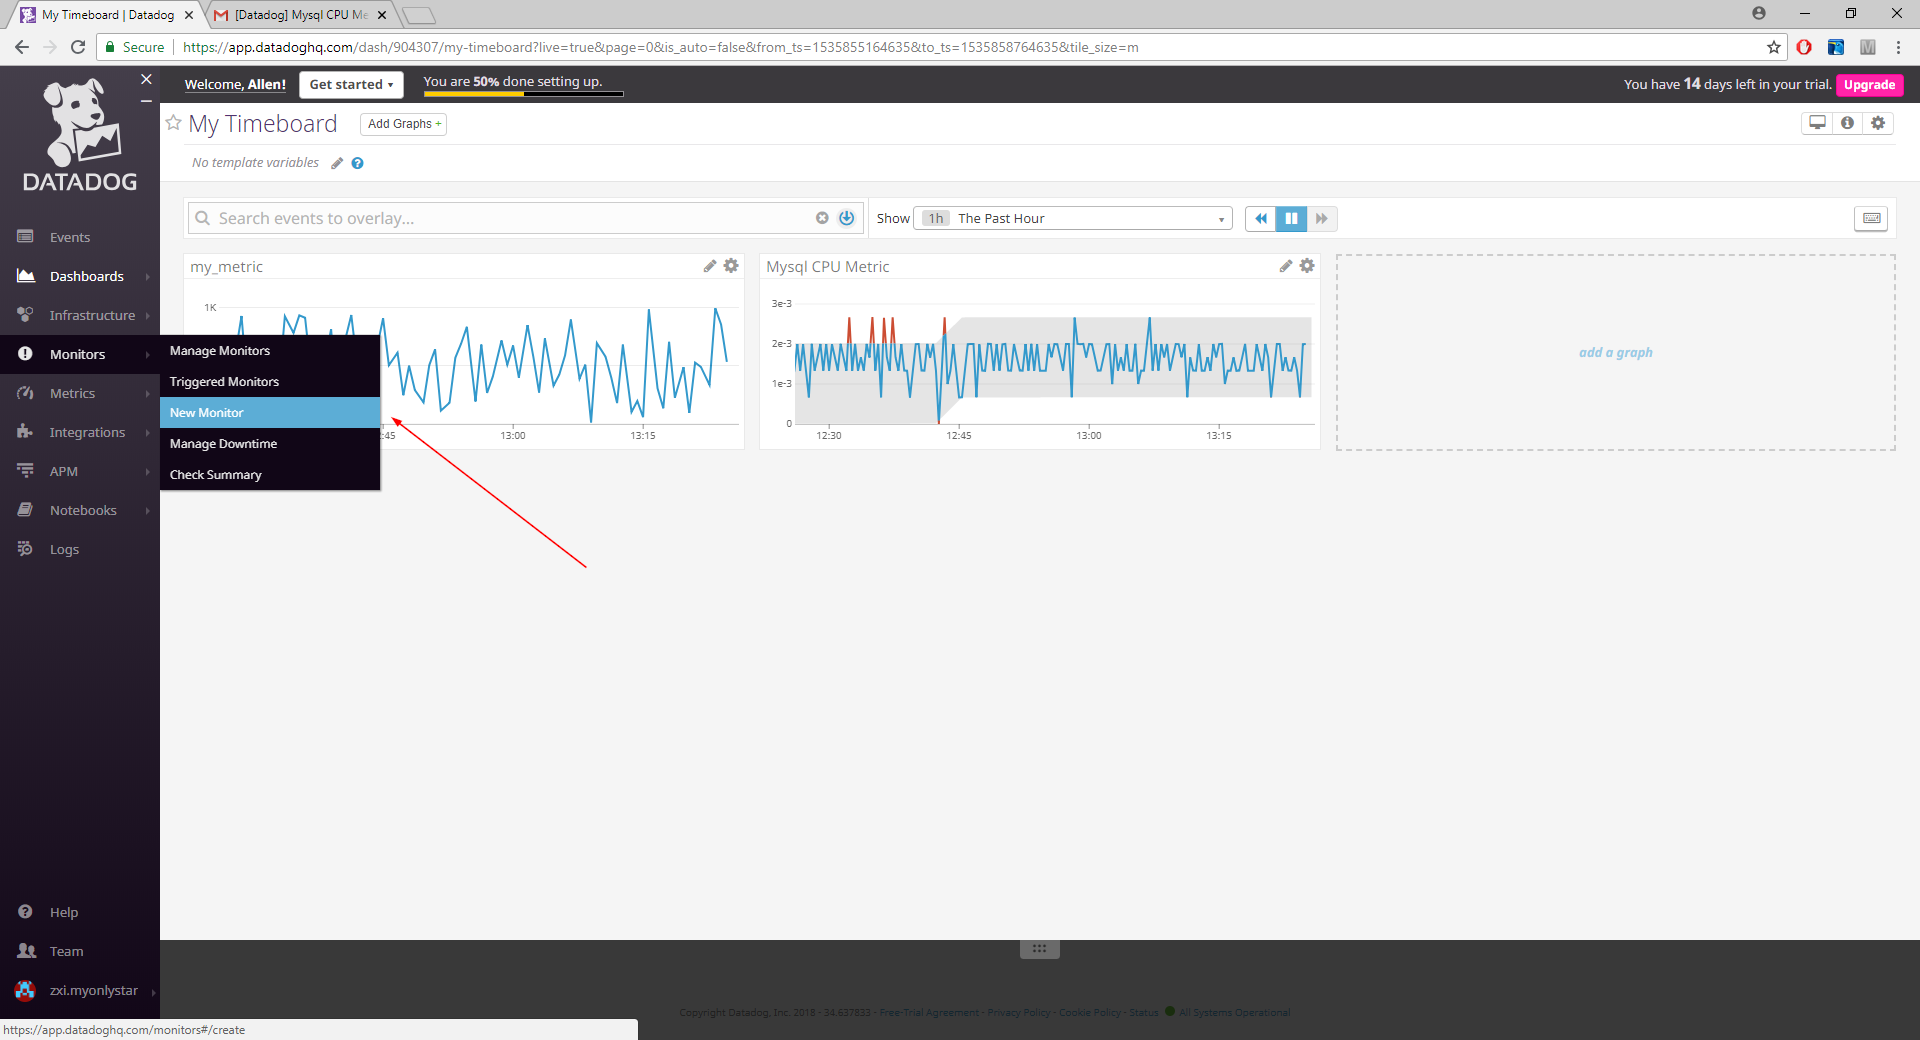 My Timeboard | Datadog
[Datadog] Mysql CPU Me
Secure
https://app.datadoghq.com/dash/904307/my-timeboard?live=true&page=0&is_auto=false&from_ts=1535855164635&to_ts=1535858764635&tile_size=m
DATADOG
Welcome, Allen!
Get started
You are 50% done setting up.
You have 14 days left in your trial.
Upgrade
My Timeboard
Add Graphs +
No template variables
Search events to overlay...
Show
1h
The Past Hour
Events
Dashboards
Infrastructure
Monitors
Metrics
Integrations
APM
Notebooks
Logs
Manage Monitors
Triggered Monitors
New Monitor
Manage Downtime
Check Summary
my_metric
1K
:45
13:00
13:15
Mysql CPU Metric
3e-3
2e-3
1e-3
0
12:30
12:45
13:00
13:15
add a graph
Help
Team
zxi.myonlystar
Copyright Datadog, Inc. 2018 - 34.637833 - Free-Trial Agreement - Privacy Policy - Cookie Policy - Status All Systems Operational
https://app.datadoghq.com/monitors#/create